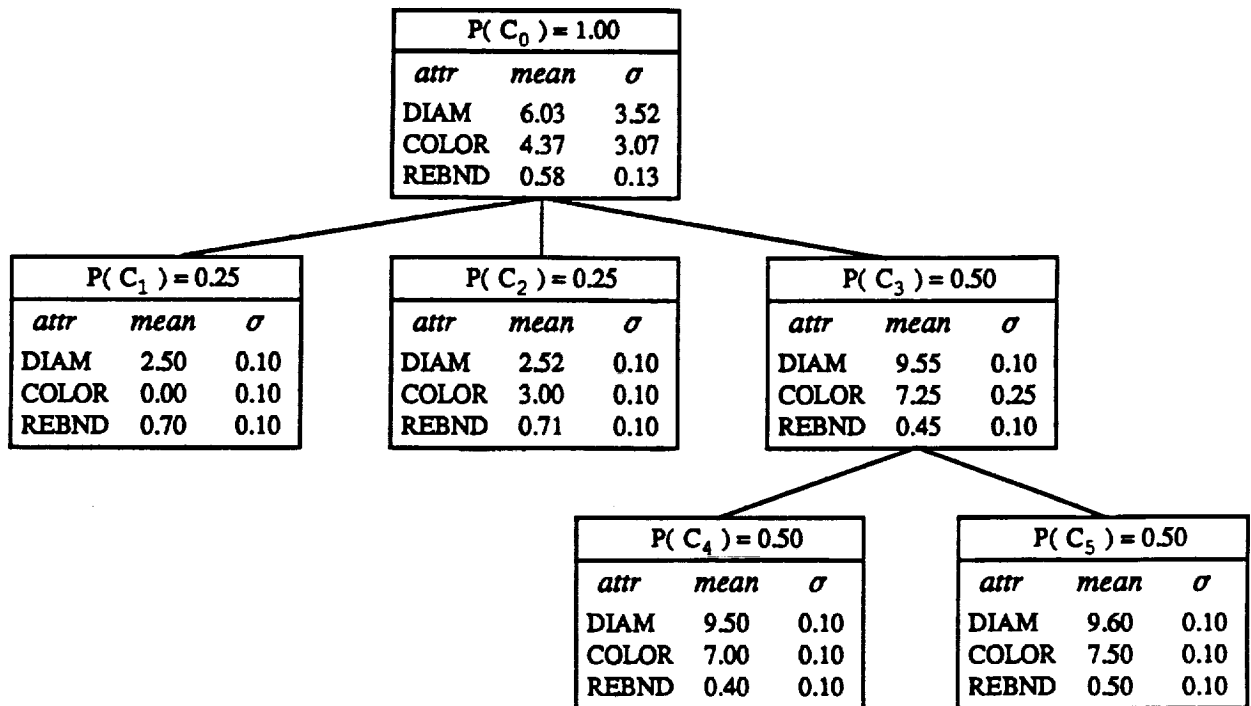 P( C₀ ) = 1.00
attr mean σ
DIAM 6.03 3.52
COLOR 4.37 3.07
REBND 0.58 0.13
P( C₁ ) = 0.25
attr mean σ
DIAM 2.50 0.10
COLOR 0.00 0.10
REBND 0.70 0.10
P( C₂ ) = 0.25
attr mean σ
DIAM 2.52 0.10
COLOR 3.00 0.10
REBND 0.71 0.10
P( C₃ ) = 0.50
attr mean σ
DIAM 9.55 0.10
COLOR 7.25 0.25
REBND 0.45 0.10
P( C₄ ) = 0.50
attr mean σ
DIAM 9.50 0.10
COLOR 7.00 0.10
REBND 0.40 0.10
P( C₅ ) = 0.50
attr mean σ
DIAM 9.60 0.10
COLOR 7.50 0.10
REBND 0.50 0.10